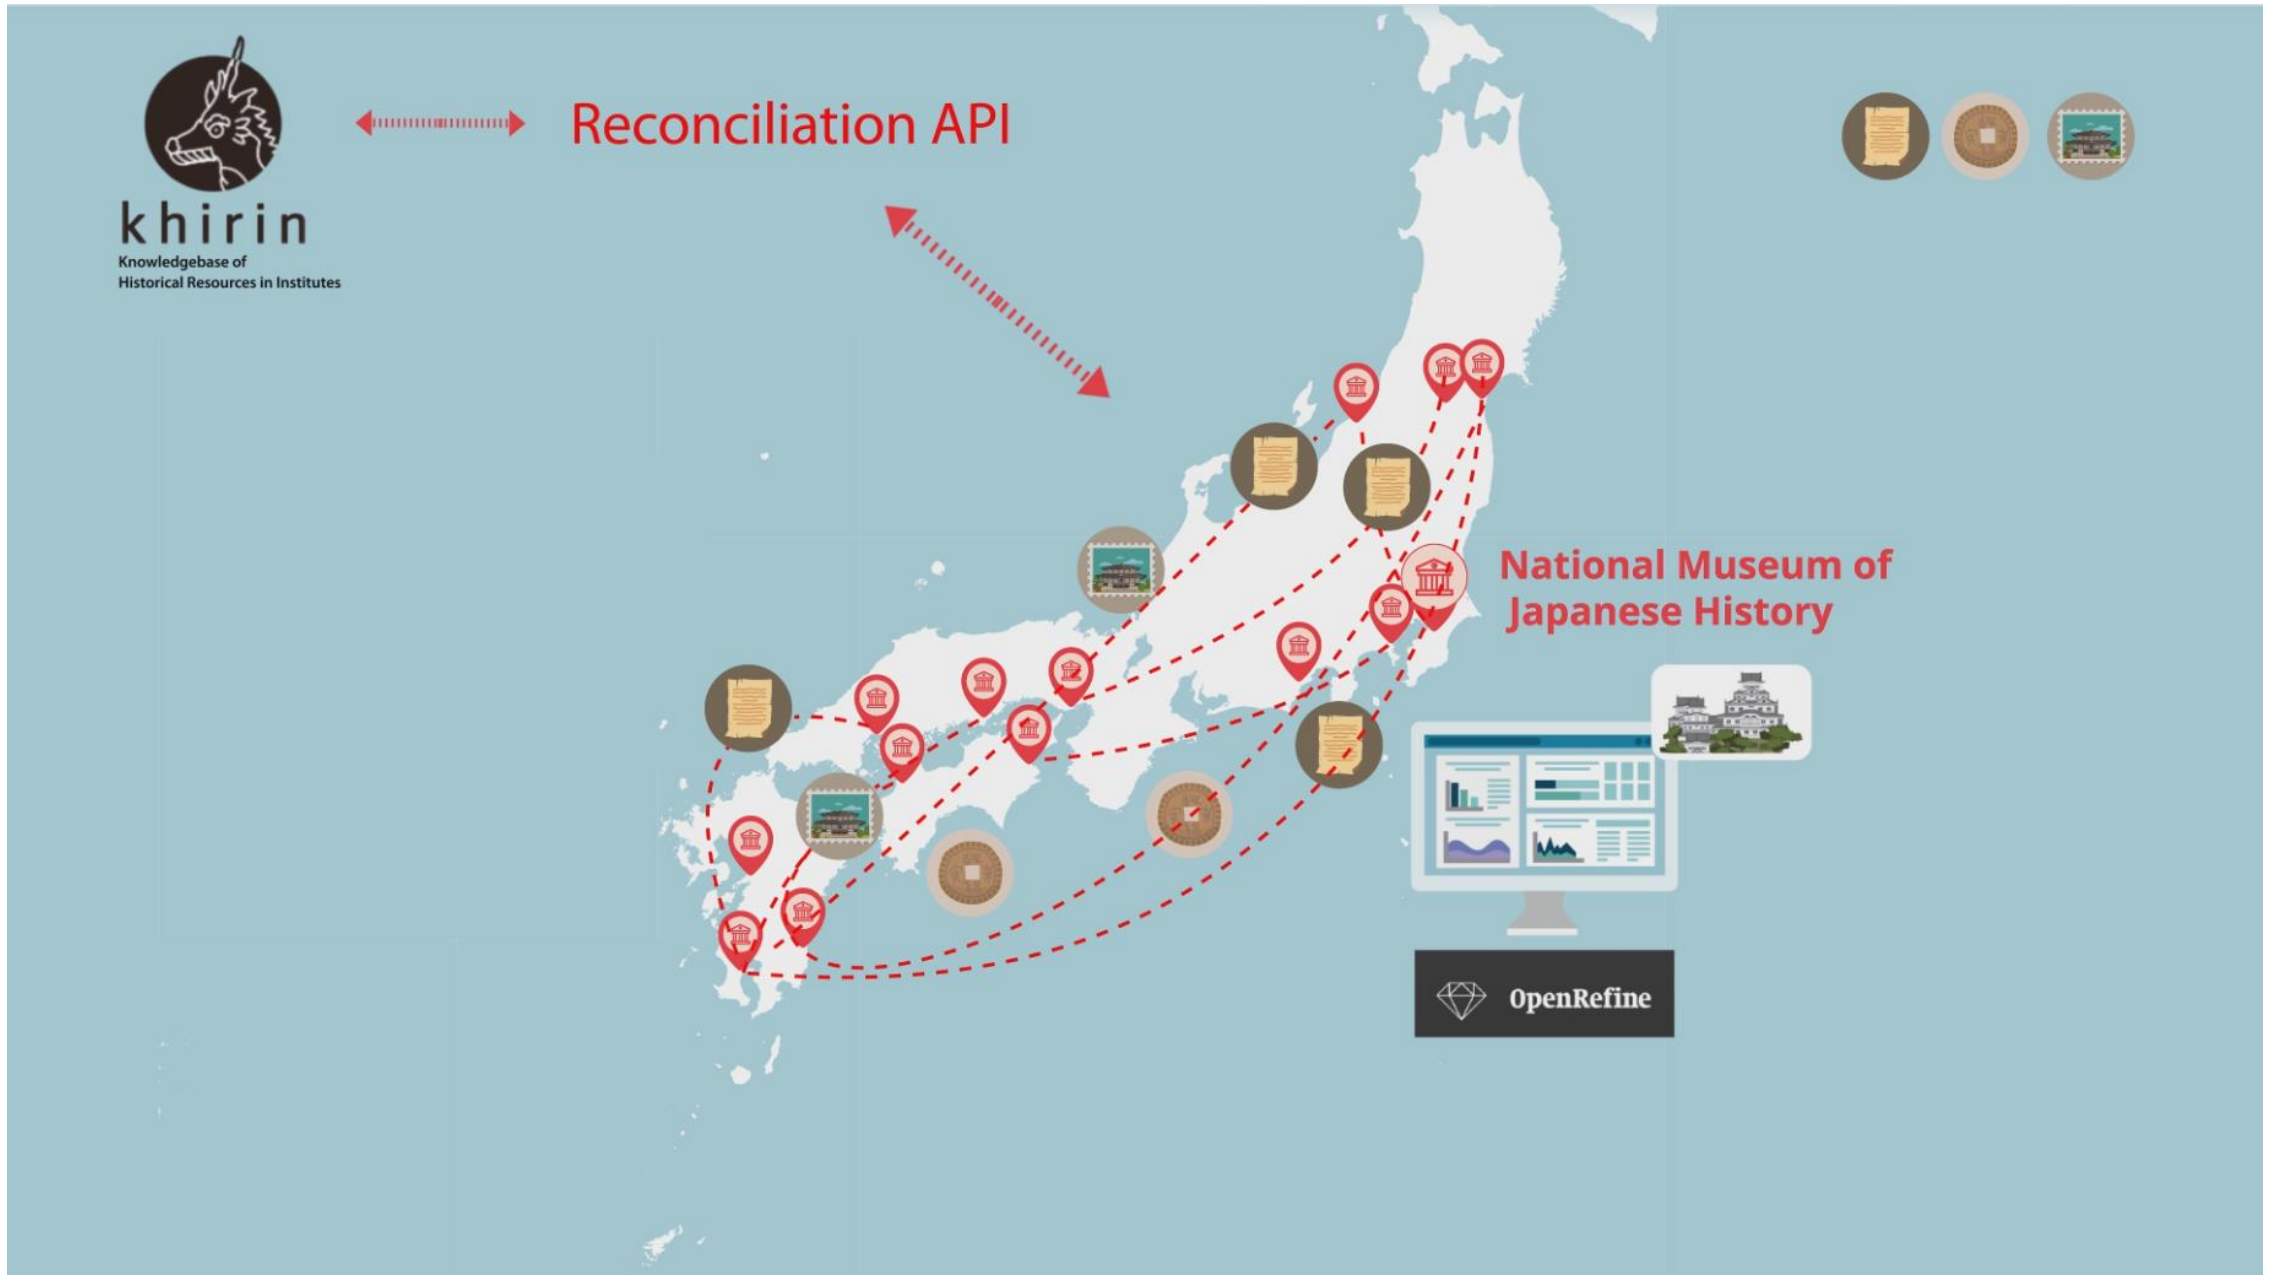 Reconciliation API
khirin
Knowledgebase of
Historical Resources in Institutes
National Museum of
Japanese History
OpenRefine